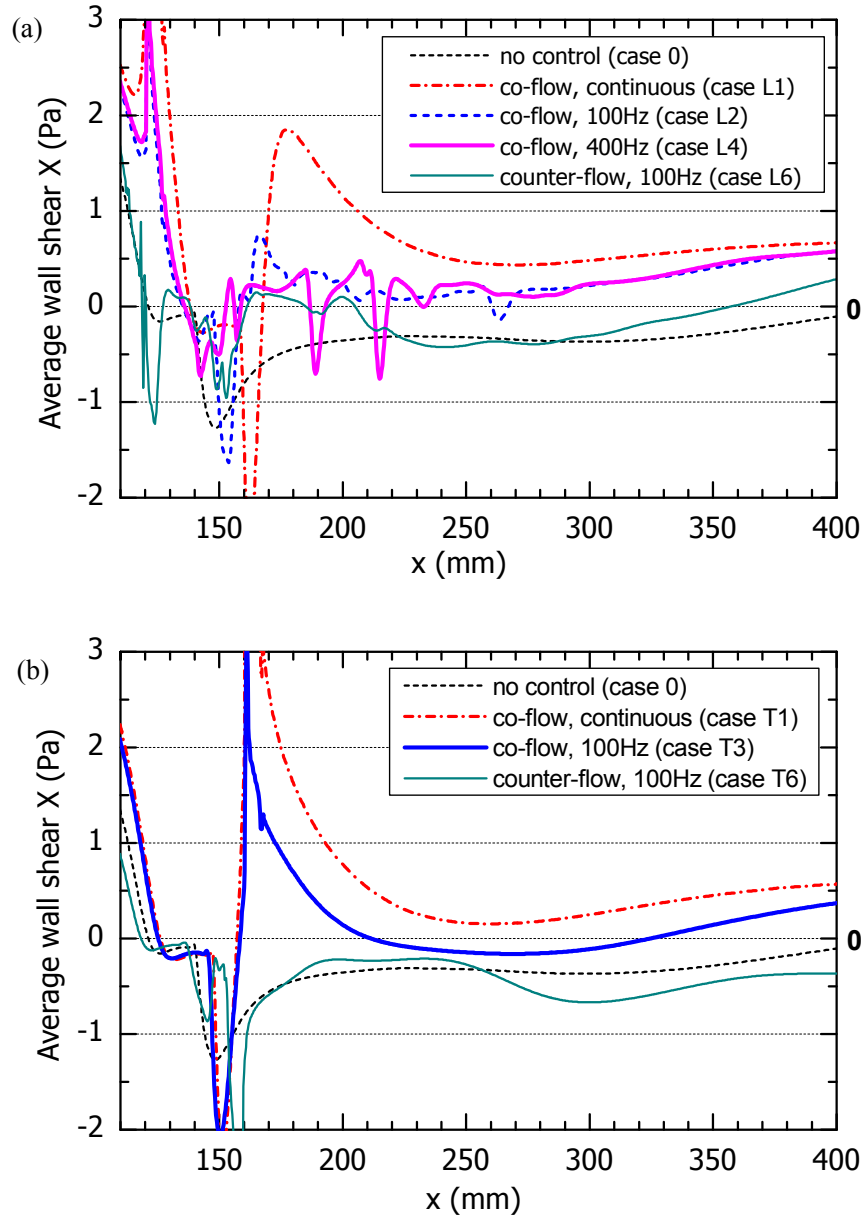 (a)
3
2
1
0
-1
-2
Average wall shear X (Pa)
no control (case 0)
co-flow, continuous (case L1)
co-flow, 100Hz (case L2)
co-flow, 400Hz (case L4)
counter-flow, 100Hz (case L6)
0
150 200 250 300 350 400
x (mm)
(b)
3
2
1
0
-1
-2
Average wall shear X (Pa)
no control (case 0)
co-flow, continuous (case T1)
co-flow, 100Hz (case T3)
counter-flow, 100Hz (case T6)
0
150 200 250 300 350 400
x (mm)